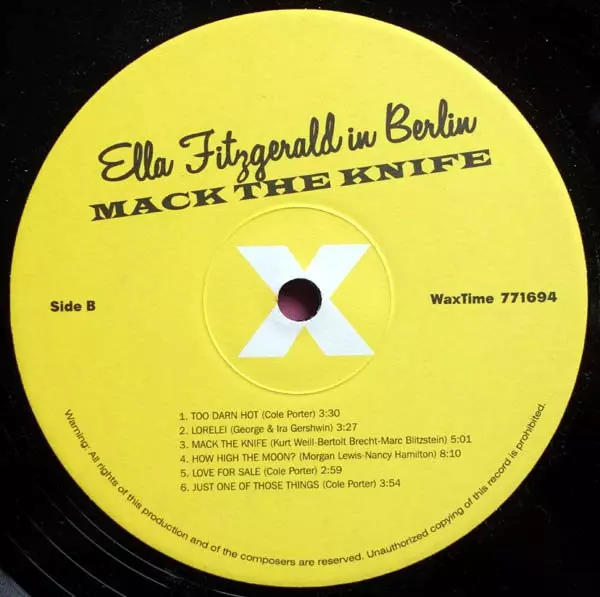 Ella Fitzgerald in Berlin
MACK THE KNIFE
X
Side B
WaxTime 771694
1. TOO DARN HOT (Cole Porter) 3:30
2. LORELEI (George & Ira Gershwin) 3:27
3. MACK THE KNIFE (Kurt Weill-Bertolt Brecht-Marc Blitzstein) 5:01
4. HOW HIGH THE MOON? (Morgan Lewis-Nancy Hamilton) 8:10
5. LOVE FOR SALE (Cole Porter) 2:59
6. JUST ONE OF THOSE THINGS (Cole Porter) 3:54
Warning: All rights of this production and of the composers are reserved. Unauthorized copying of this record is prohibited.